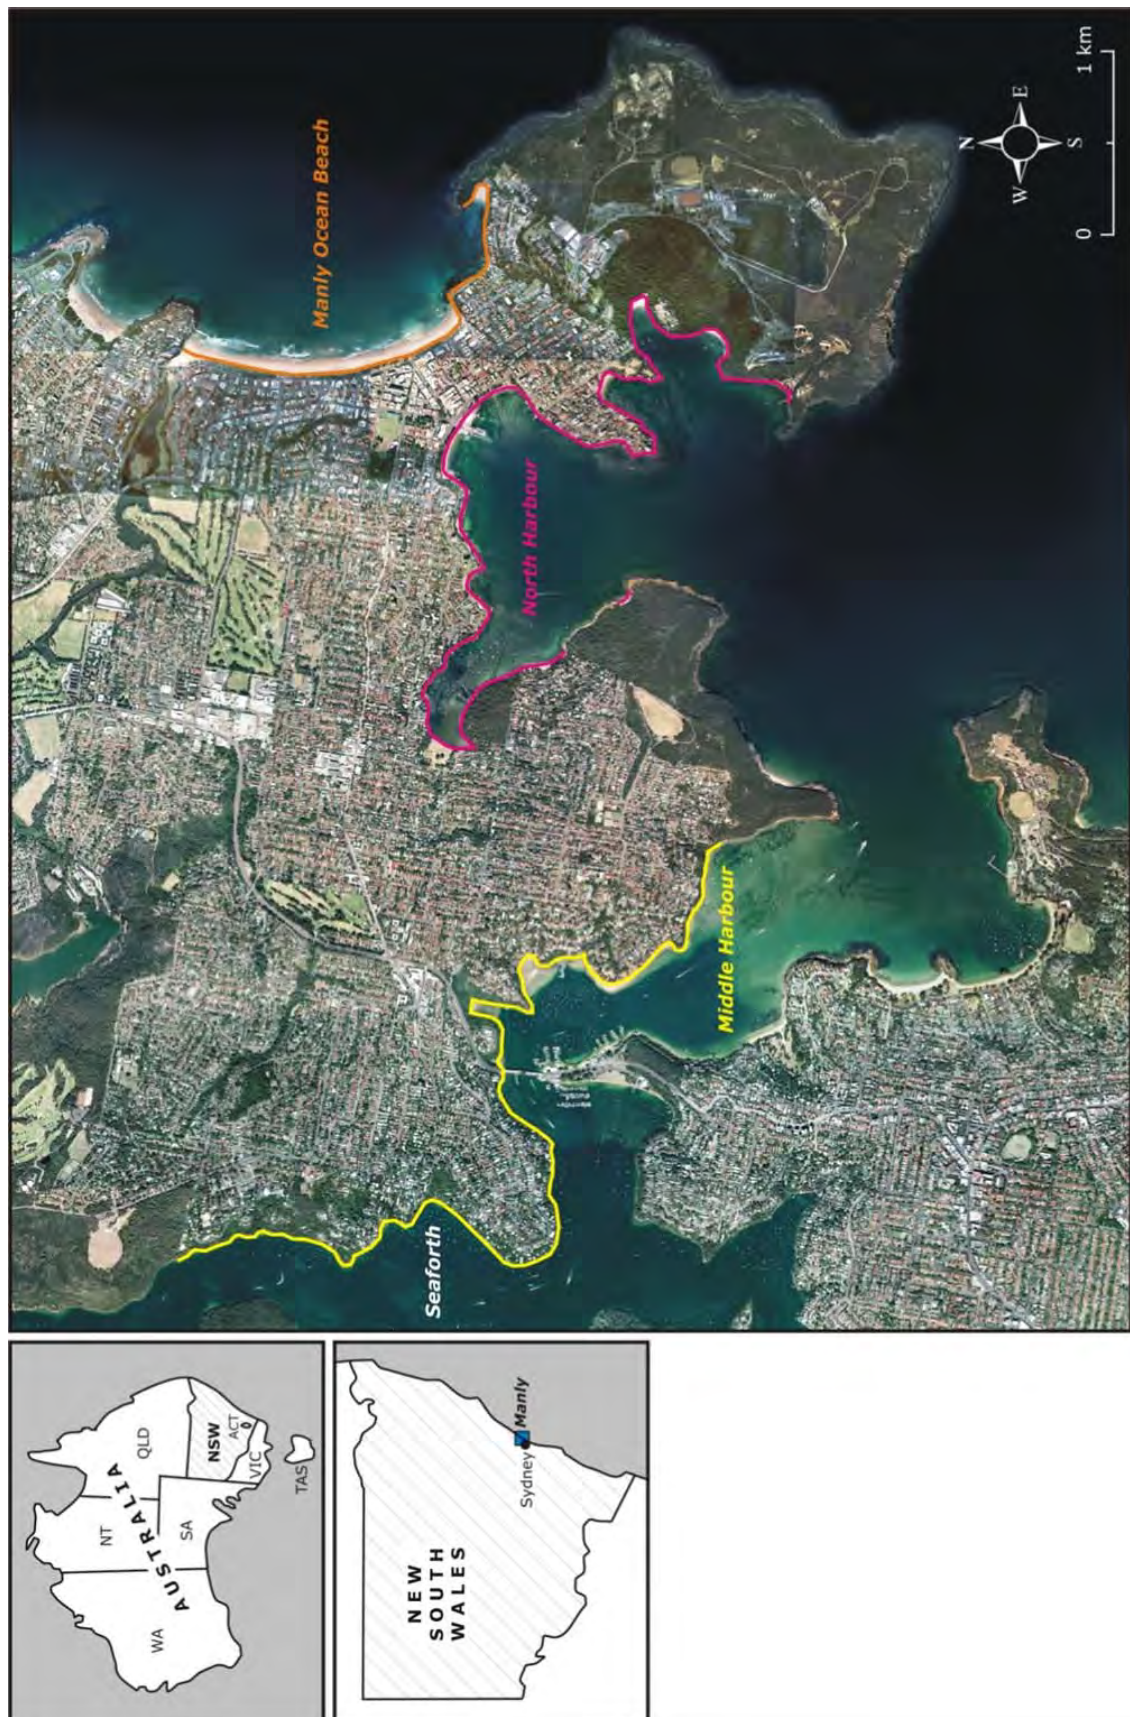 Manly Ocean Beach
North Harbour
Middle Harbour
Seaforth
N
E
S
W
0
1 km
AUSTRALIA
WA
NT
SA
QLD
NSW
ACT
VIC
TAS
NEW
SOUTH
WALES
Sydney
Manly